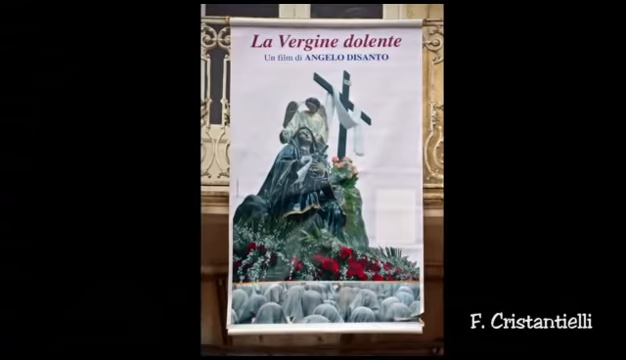 La Vergine dolente
Un film di ANGELO DISANTO
F. Cristantielli